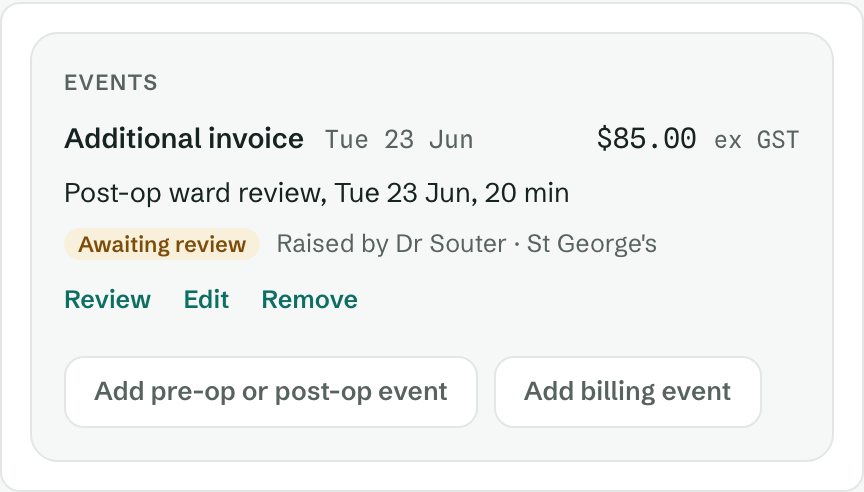 EVENTS
Additional invoice Tue 23 Jun $85.00 ex GST
Post-op ward review, Tue 23 Jun, 20 min
Awaiting review Raised by Dr Souter · St George's
Review Edit Remove
Add pre-op or post-op event Add billing event